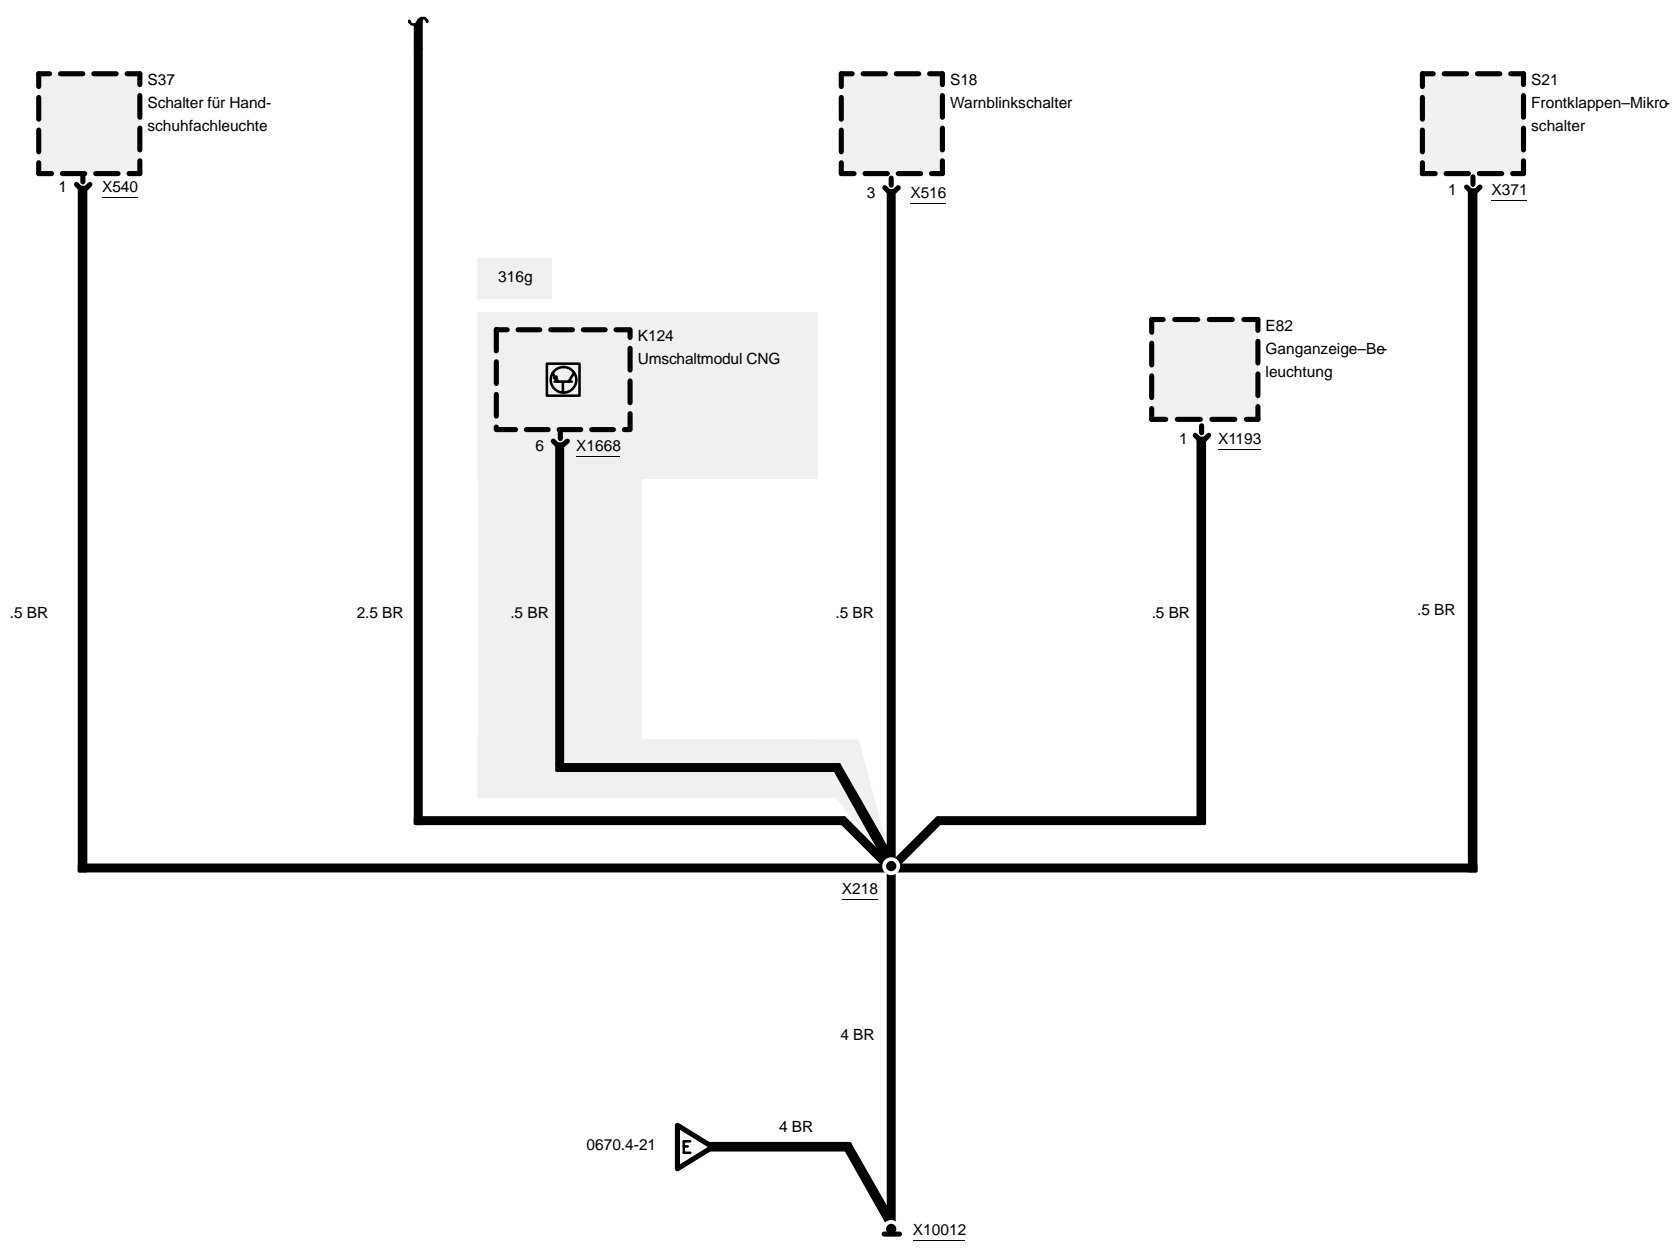 S37
Schalter für Hand-
schuhfachleuchte
1
X540
S18
Warnblinkschalter
3
X516
S21
Frontklappen–Mikro-
schalter
1
X371
316g
K124
Umschaltmodul CNG
6
X1668
E82
Ganganzeige–Be-
leuchtung
1
X1193
.5 BR
2.5 BR
.5 BR
.5 BR
.5 BR
.5 BR
X218
4 BR
4 BR
0670.4-21
E
X10012